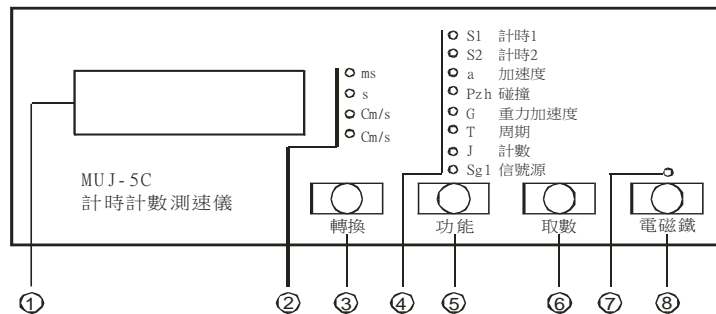 S1 計時1
S2 計時2
a 加速度
Pzh 碰撞
G 重力加速度
T 周期
J 計數
Sgl 信號源
ms
s
Cm/s
Cm/s
MUJ-5C
計時計數測速儀
轉換
功能
取數
電磁鐵
① ② ③ ④ ⑤ ⑥ ⑦ ⑧